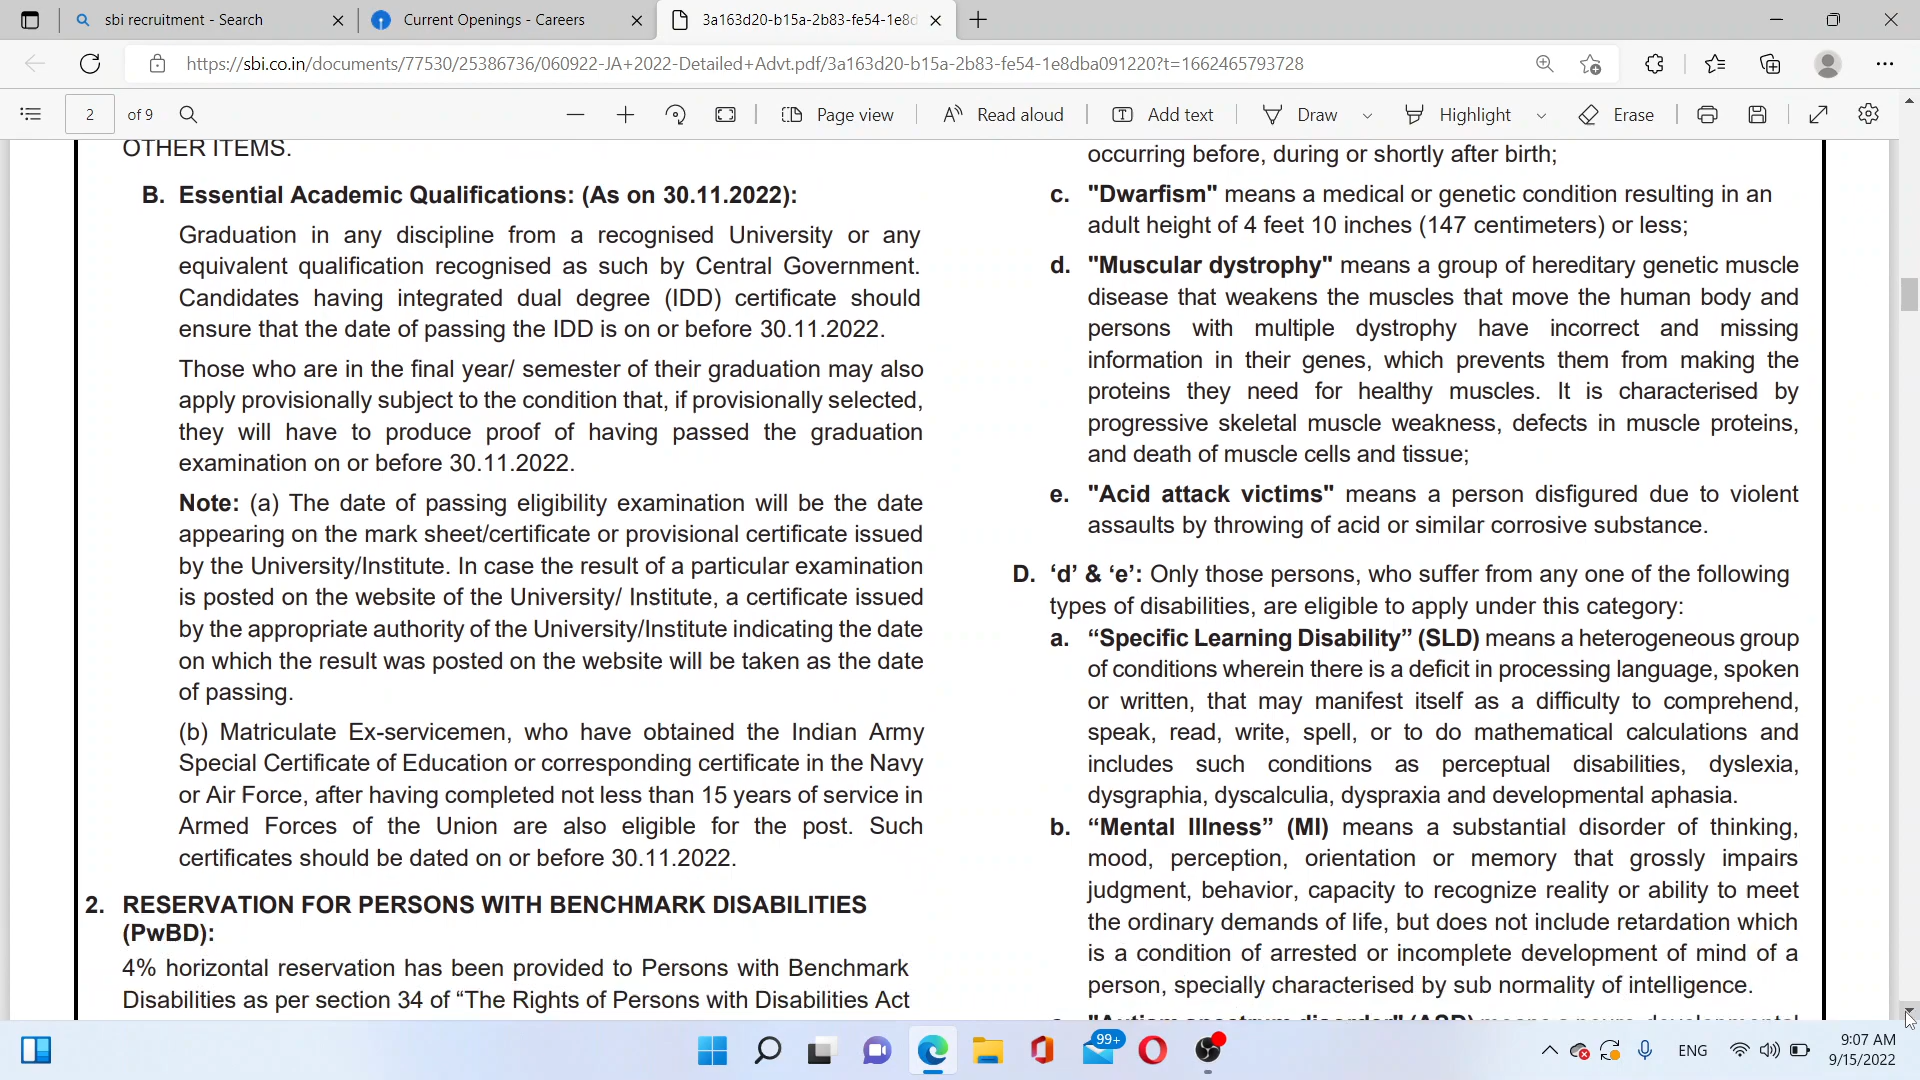 sbi recruitment - Search
Current Openings - Careers
3a163d20-b15a-2b83-fe54-1e8d
https://sbi.co.in/documents/77530/25386736/060922-JA+2022-Detailed+Advt.pdf/3a163d20-b15a-2b83-fe54-1e8dba091220?t=1662465793728
2 of 9
Page view
Read aloud
Add text
Draw
Highlight
Erase
OTHER ITEMS.
B. Essential Academic Qualifications: (As on 30.11.2022):
Graduation in any discipline from a recognised University or any
equivalent qualification recognised as such by Central Government.
Candidates having integrated dual degree (IDD) certificate should
ensure that the date of passing the IDD is on or before 30.11.2022.
Those who are in the final year/ semester of their graduation may also
apply provisionally subject to the condition that, if provisionally selected,
they will have to produce proof of having passed the graduation
examination on or before 30.11.2022.
Note: (a) The date of passing eligibility examination will be the date
appearing on the mark sheet/certificate or provisional certificate issued
by the University/Institute. In case the result of a particular examination
is posted on the website of the University/ Institute, a certificate issued
by the appropriate authority of the University/Institute indicating the date
on which the result was posted on the website will be taken as the date
of passing.
(b) Matriculate Ex-servicemen, who have obtained the Indian Army
Special Certificate of Education or corresponding certificate in the Navy
or Air Force, after having completed not less than 15 years of service in
Armed Forces of the Union are also eligible for the post. Such
certificates should be dated on or before 30.11.2022.
2. RESERVATION FOR PERSONS WITH BENCHMARK DISABILITIES
(PwBD):
4% horizontal reservation has been provided to Persons with Benchmark
Disabilities as per section 34 of “The Rights of Persons with Disabilities Act
occurring before, during or shortly after birth;
c. "Dwarfism" means a medical or genetic condition resulting in an
adult height of 4 feet 10 inches (147 centimeters) or less;
d. "Muscular dystrophy" means a group of hereditary genetic muscle
disease that weakens the muscles that move the human body and
persons with multiple dystrophy have incorrect and missing
information in their genes, which prevents them from making the
proteins they need for healthy muscles. It is characterised by
progressive skeletal muscle weakness, defects in muscle proteins,
and death of muscle cells and tissue;
e. "Acid attack victims" means a person disfigured due to violent
assaults by throwing of acid or similar corrosive substance.
D. ‘d’ & ‘e’: Only those persons, who suffer from any one of the following
types of disabilities, are eligible to apply under this category:
a. “Specific Learning Disability” (SLD) means a heterogeneous group
of conditions wherein there is a deficit in processing language, spoken
or written, that may manifest itself as a difficulty to comprehend,
speak, read, write, spell, or to do mathematical calculations and
includes such conditions as perceptual disabilities, dyslexia,
dysgraphia, dyscalculia, dyspraxia and developmental aphasia.
b. “Mental Illness” (MI) means a substantial disorder of thinking,
mood, perception, orientation or memory that grossly impairs
judgment, behavior, capacity to recognize reality or ability to meet
the ordinary demands of life, but does not include retardation which
is a condition of arrested or incomplete development of mind of a
person, specially characterised by sub normality of intelligence.
"Autism spectrum disorder" (ASD) means a neuro-developmental
99+
ENG
9:07 AM
9/15/2022